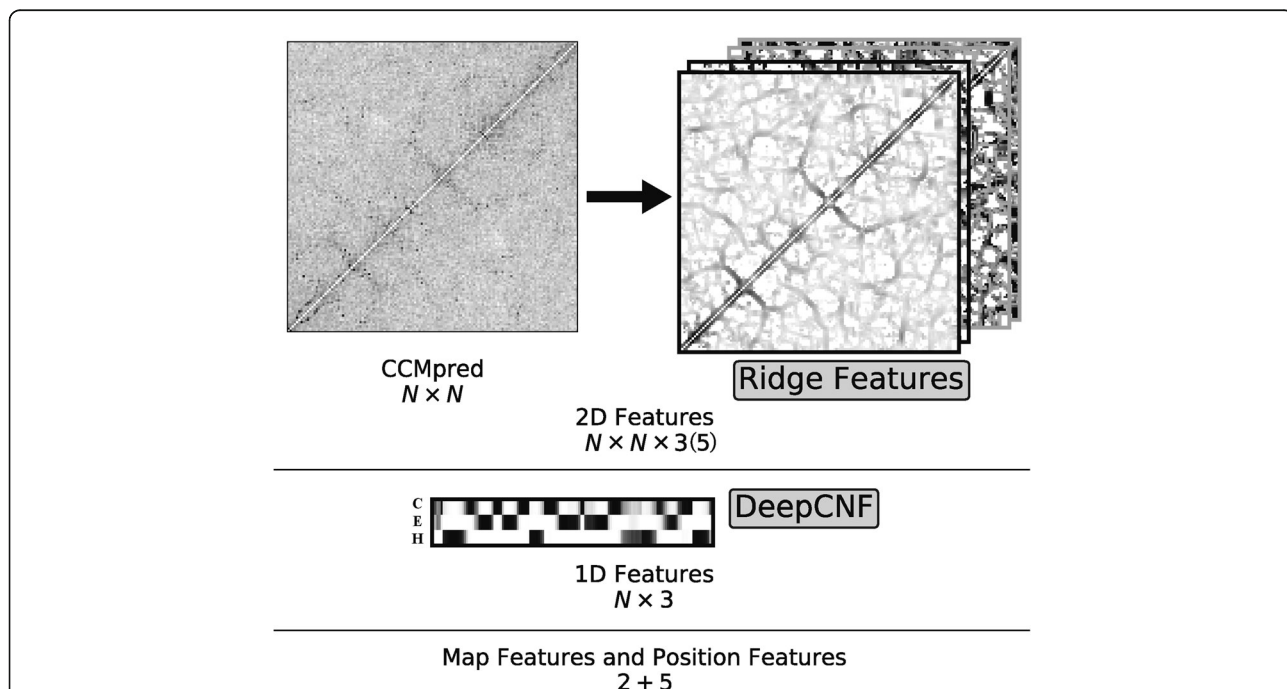 CCMpred
N × N
Ridge Features
2D Features
N × N × 3(5)
C
E
H
DeepCNF
1D Features
N × 3
Map Features and Position Features
2 + 5